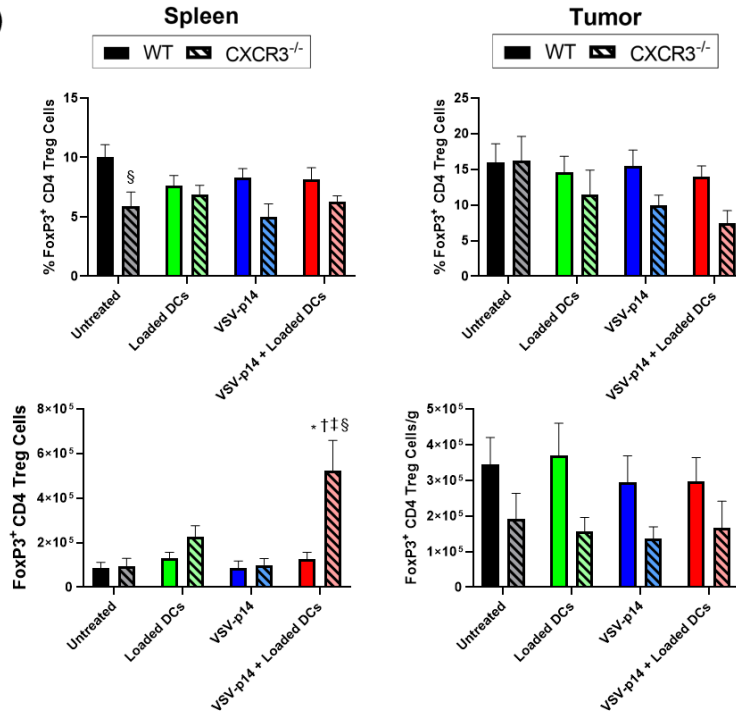 )
Spleen
WT CXCR3-/-
% FoxP3⁺ CD4 Treg Cells
15
10
5
0
§
Untreated
Loaded DCs
VSV-p14
VSV-p14 + Loaded DCs
Tumor
WT CXCR3-/-
% FoxP3⁺ CD4 Treg Cells
25
20
15
10
5
0
Untreated
Loaded DCs
VSV-p14
VSV-p14 + Loaded DCs
FoxP3⁺ CD4 Treg Cells
8×10⁵
6×10⁵
4×10⁵
2×10⁵
0
* †‡§
Untreated
Loaded DCs
VSV-p14
VSV-p14 + Loaded DCs
FoxP3⁺ CD4 Treg Cells/g
5×10⁵
4×10⁵
3×10⁵
2×10⁵
1×10⁵
0
Untreated
Loaded DCs
VSV-p14
VSV-p14 + Loaded DCs